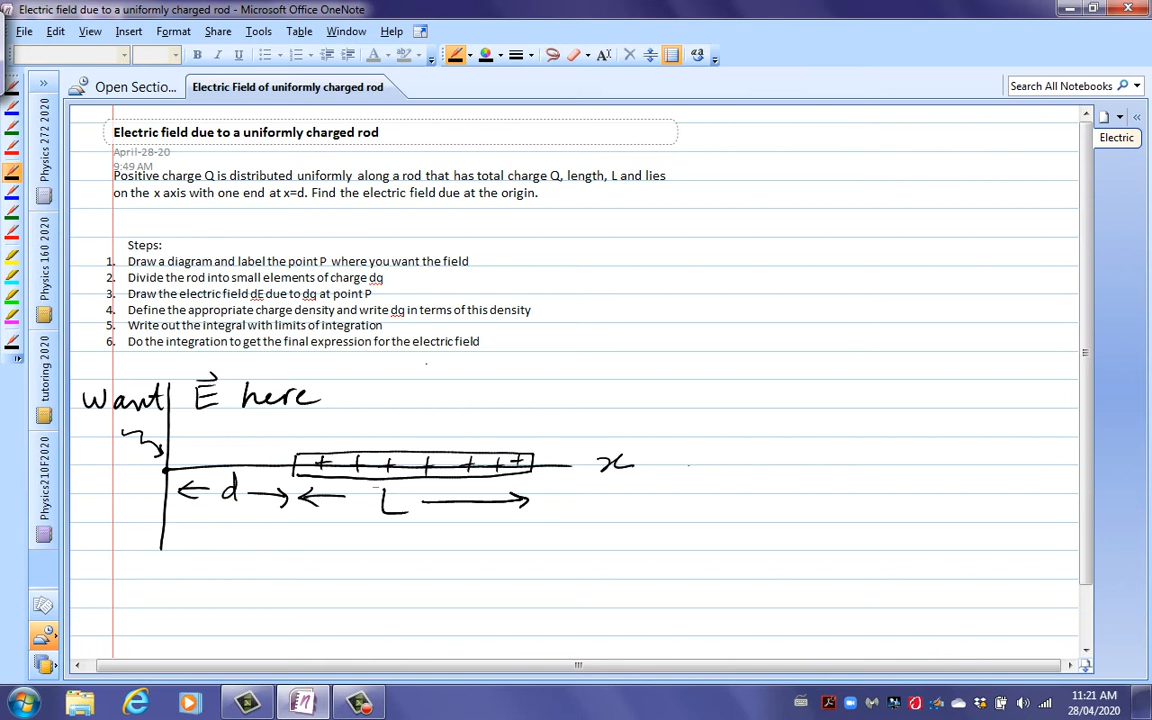 Electric field due to a uniformly charged rod - Microsoft Office OneNote
File Edit View Insert Format Share Tools Table Window Help
B I U A ab
Open Sectio... Electric Field of uniformly charged rod Search All Notebooks
Electric field due to a uniformly charged rod
April-28-20
9:49 AM
Positive charge Q is distributed uniformly along a rod that has total charge Q, length, L and lies
on the x axis with one end at x=d. Find the electric field due at the origin.
Steps:
1. Draw a diagram and label the point P where you want the field
2. Divide the rod into small elements of charge dq
3. Draw the electric field dE due to dq at point P
4. Define the appropriate charge density and write dq in terms of this density
5. Write out the integral with limits of integration
6. Do the integration to get the final expression for the electric field
Want E here
+ + + + + + + x
d L
Physics 272 2020
Physics 160 2020
tutoring 2020
Physics210F2020
Electric
11:21 AM
28/04/2020